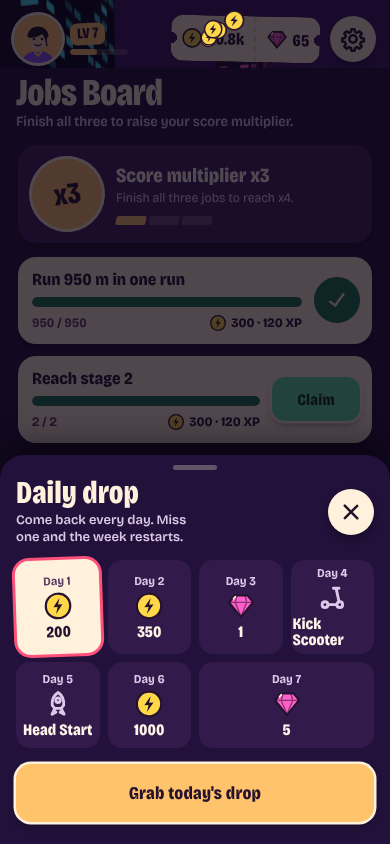 LV 7
65
Jobs Board
Finish all three to raise your score multiplier.
x3
Score multiplier x3
Finish all three jobs to reach x4.
Run 950 m in one run
950 / 950
300 · 120 XP
Reach stage 2
2 / 2
300 · 120 XP
Claim
Daily drop
Come back every day. Miss
one and the week restarts.
Day 1
200
Day 2
350
Day 3
1
Day 4
Kick
Scooter
Day 5
Head Start
Day 6
1000
Day 7
5
Grab today's drop